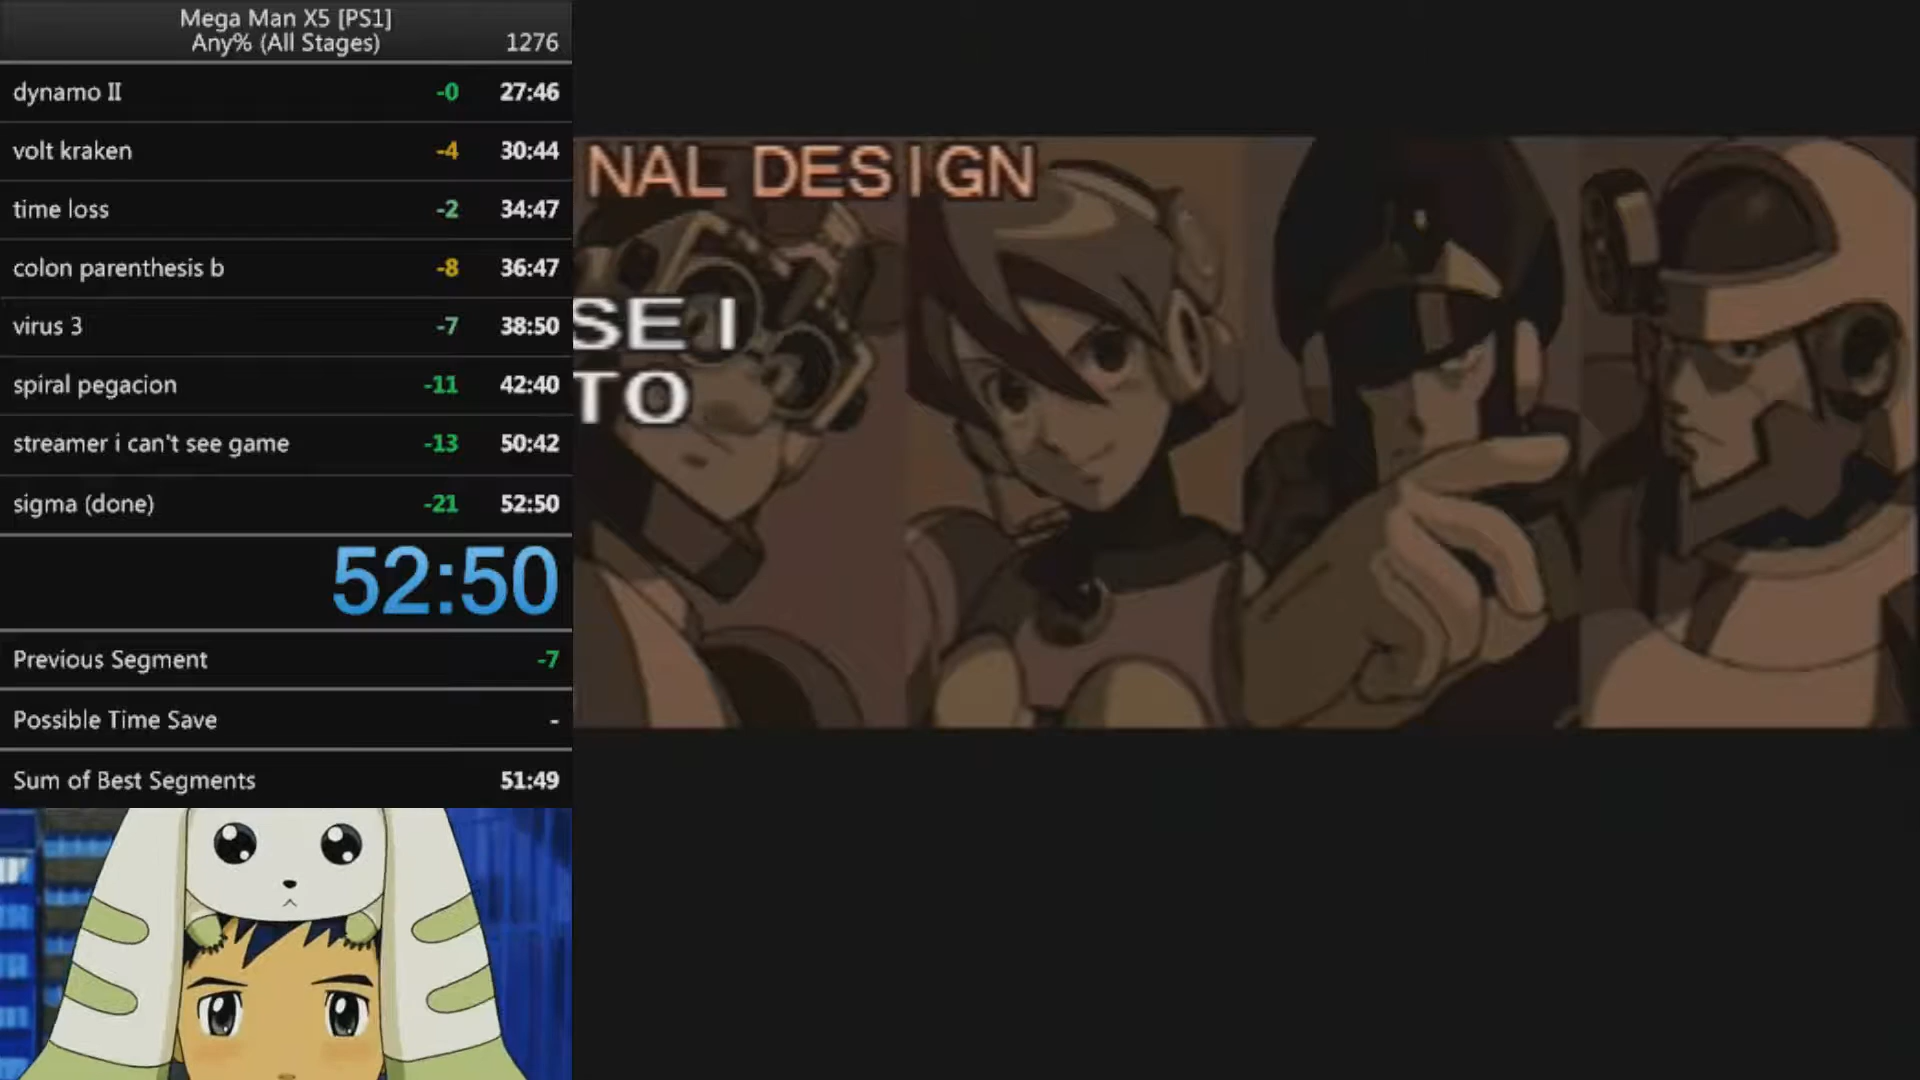 Mega Man X5 [PS1]
Any% (All Stages) 1276
dynamo II -0 27:46
volt kraken -4 30:44
time loss -2 34:47
colon parenthesis b -8 36:47
virus 3 -7 38:50
spiral pegacion -11 42:40
streamer i can't see game -13 50:42
sigma (done) -21 52:50
52:50
Previous Segment -7
Possible Time Save -
Sum of Best Segments 51:49
NAL DESIGN
SE I
TO